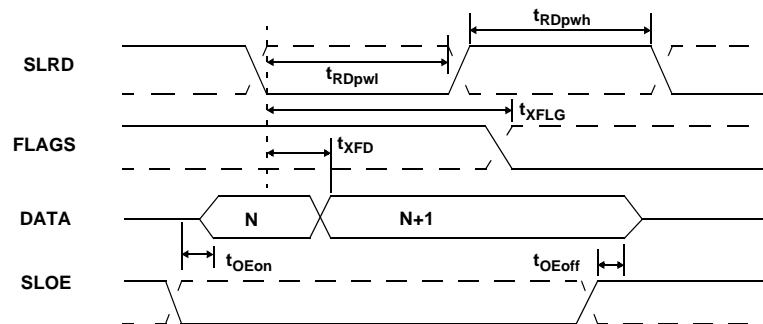 tRDpwh
SLRD
tRDpwl
tXFLG
FLAGS
tXFD
DATA
N
N+1
tOEon
tOEoff
SLOE